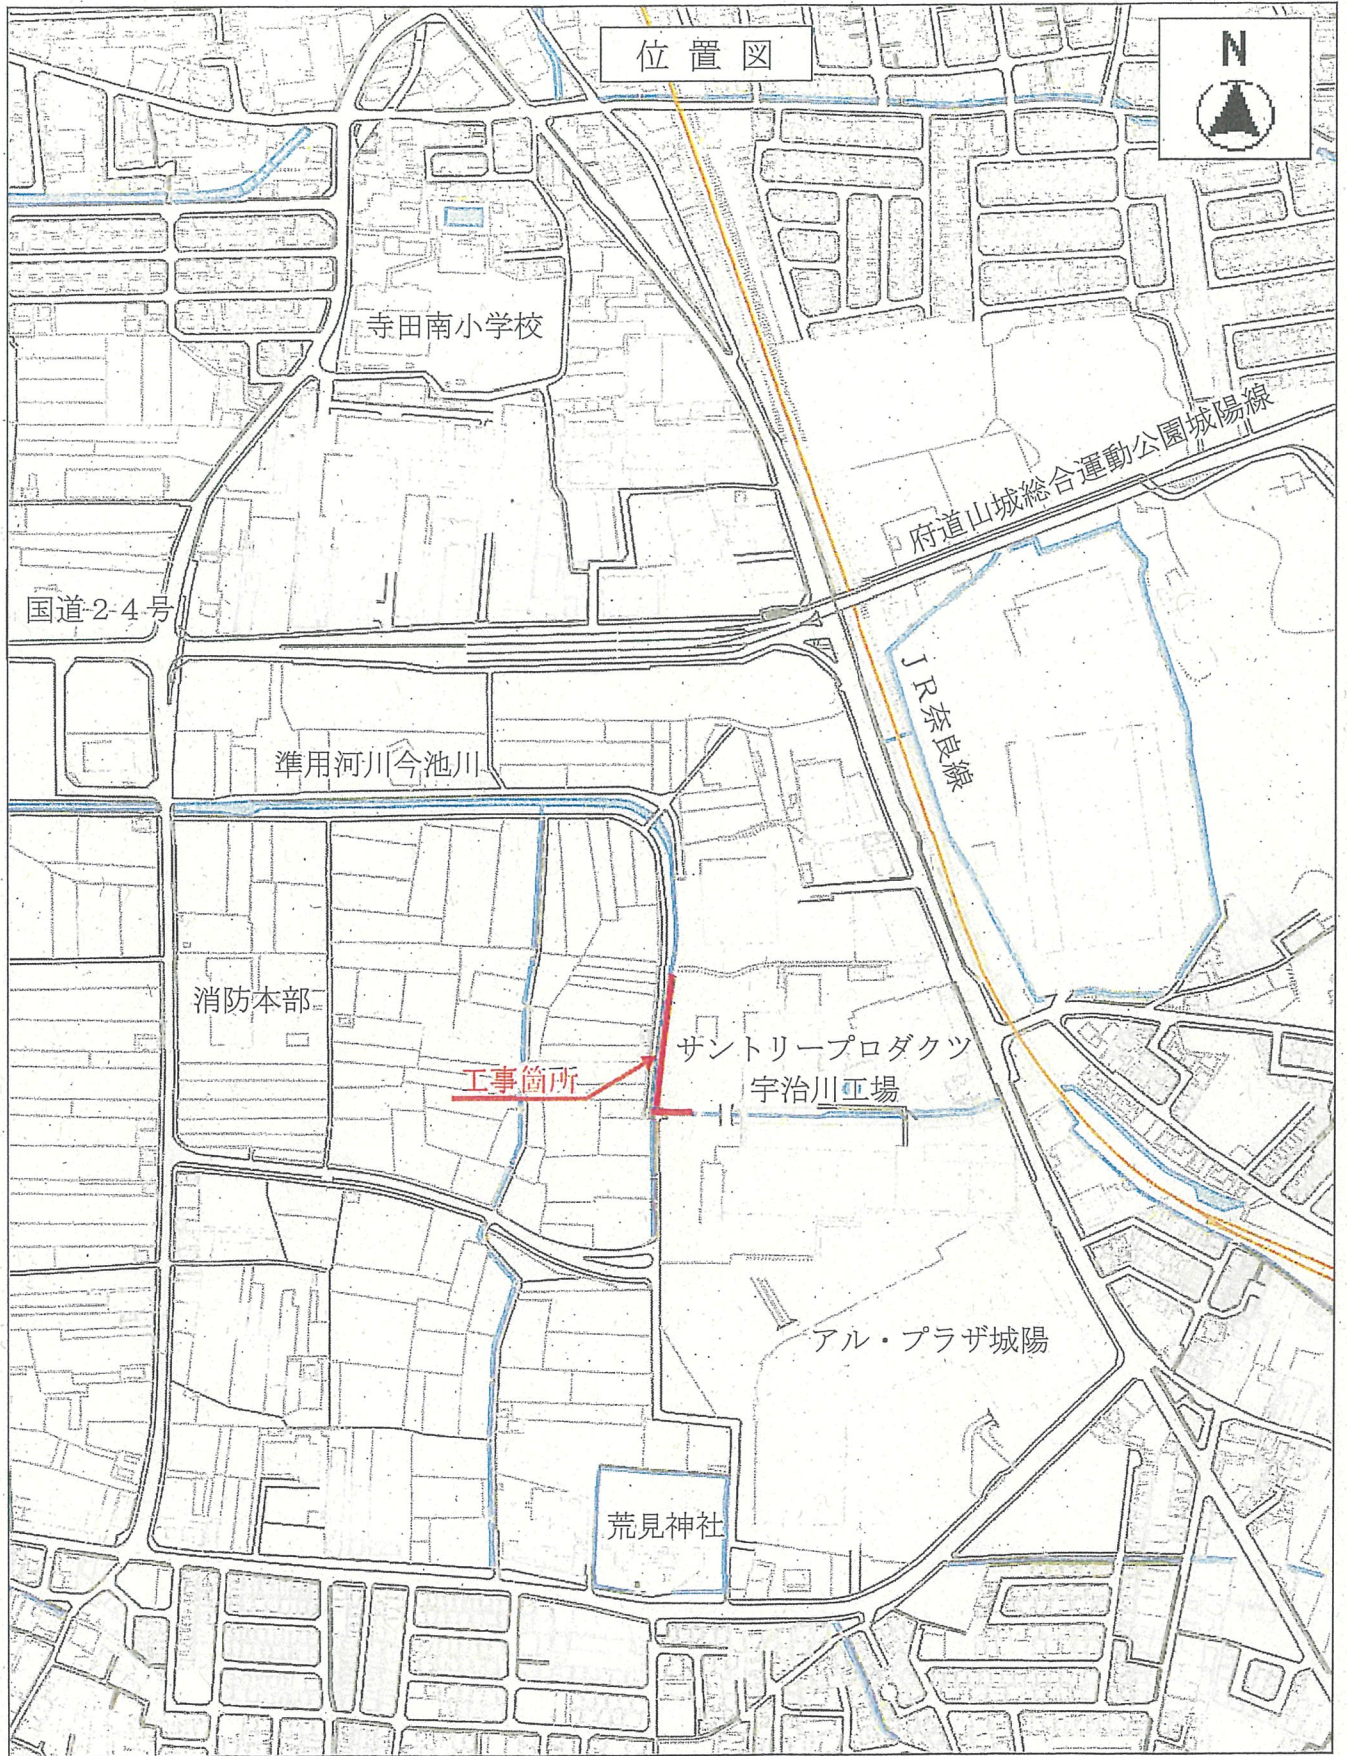 位置図
N
寺田南小学校
府道山城総合運動公園城陽線
国道24号
JR奈良線
準用河川今池川
消防本部
サントリープロダクツ
宇治川工場
工事箇所
アル・プラザ城陽
荒見神社